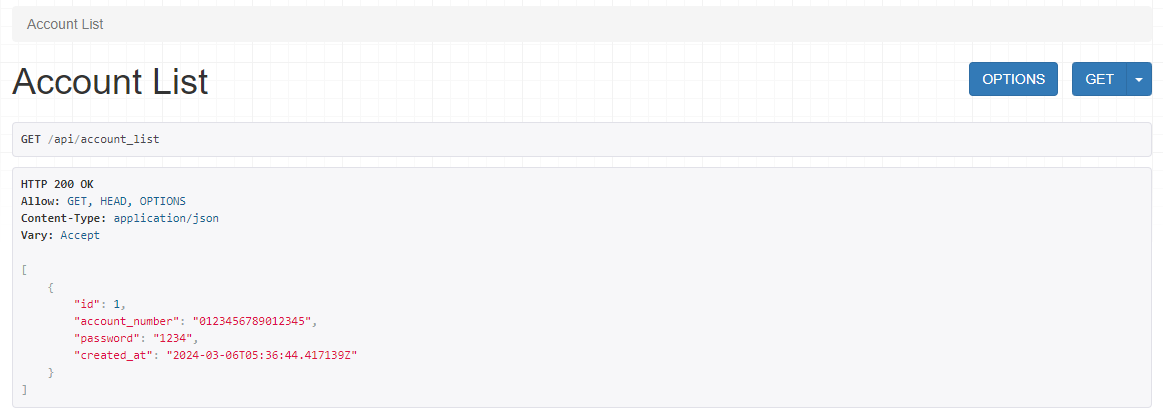 Account List
Account List
OPTIONS
GET
GET /api/account_list
HTTP 200 OK
Allow: GET, HEAD, OPTIONS
Content-Type: application/json
Vary: Accept
[
    {
        "id": 1,
        "account_number": "0123456789012345",
        "password": "1234",
        "created_at": "2024-03-06T05:36:44.417139Z"
    }
]